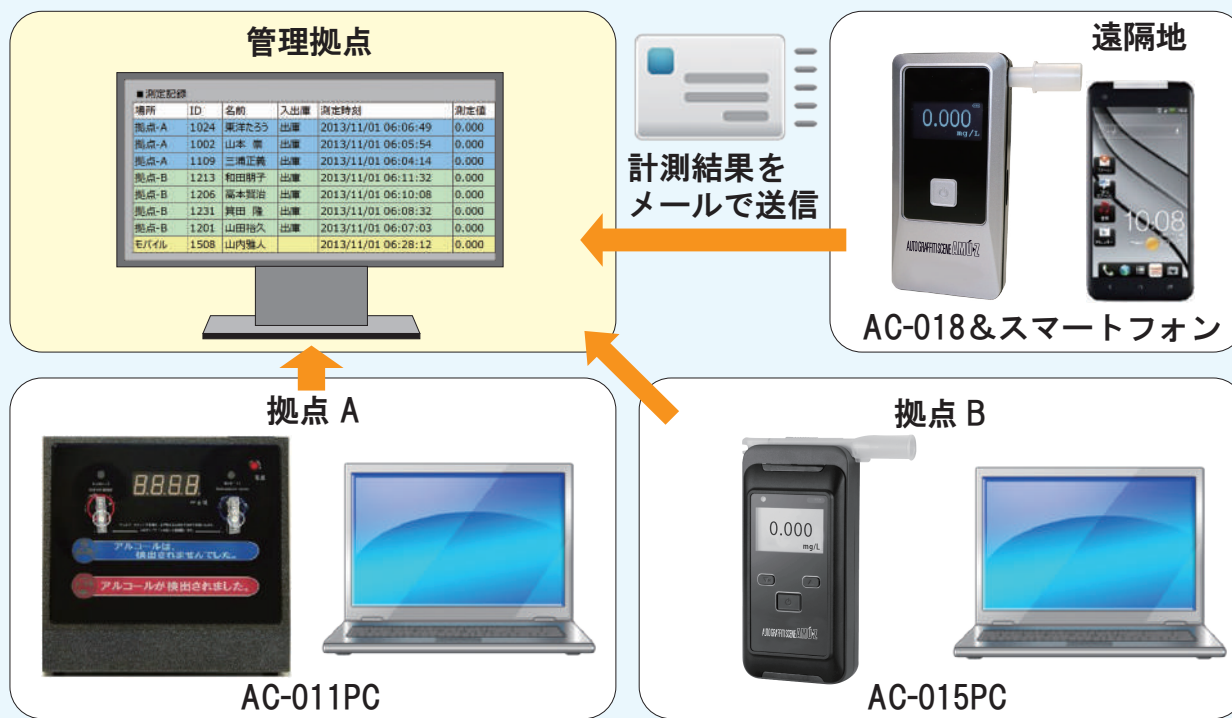 管理拠点
■測定記録
場所 ID 名前 入出庫 測定時刻 測定値
拠点-A 1024 東洋たろう 出庫 2013/11/01 06:06:49 0.000
拠点-A 1002 山本 崇 出庫 2013/11/01 06:05:54 0.000
拠点-A 1109 三浦正義 出庫 2013/11/01 06:04:14 0.000
拠点-B 1213 和田朋子 出庫 2013/11/01 06:11:32 0.000
拠点-B 1206 高本賢治 出庫 2013/11/01 06:10:08 0.000
拠点-B 1231 箕田 隆 出庫 2013/11/01 06:08:32 0.000
拠点-B 1201 山田裕久 出庫 2013/11/01 06:07:03 0.000
モバイル 1508 山内雅人 2013/11/01 06:28:12 0.000
計測結果を
メールで送信
遠隔地
0.000
mg/L
AUTO GRAFFITI SCENE AMÚ-Z
10:08
AC-018&スマートフォン
拠点 A
8.8.8.8
アルコールは、
検出されませんでした。
アルコールが検出されました。
AC-011PC
拠点 B
0.000
mg/L
AUTO GRAFFITI SCENE AMÚ-Z
AC-015PC